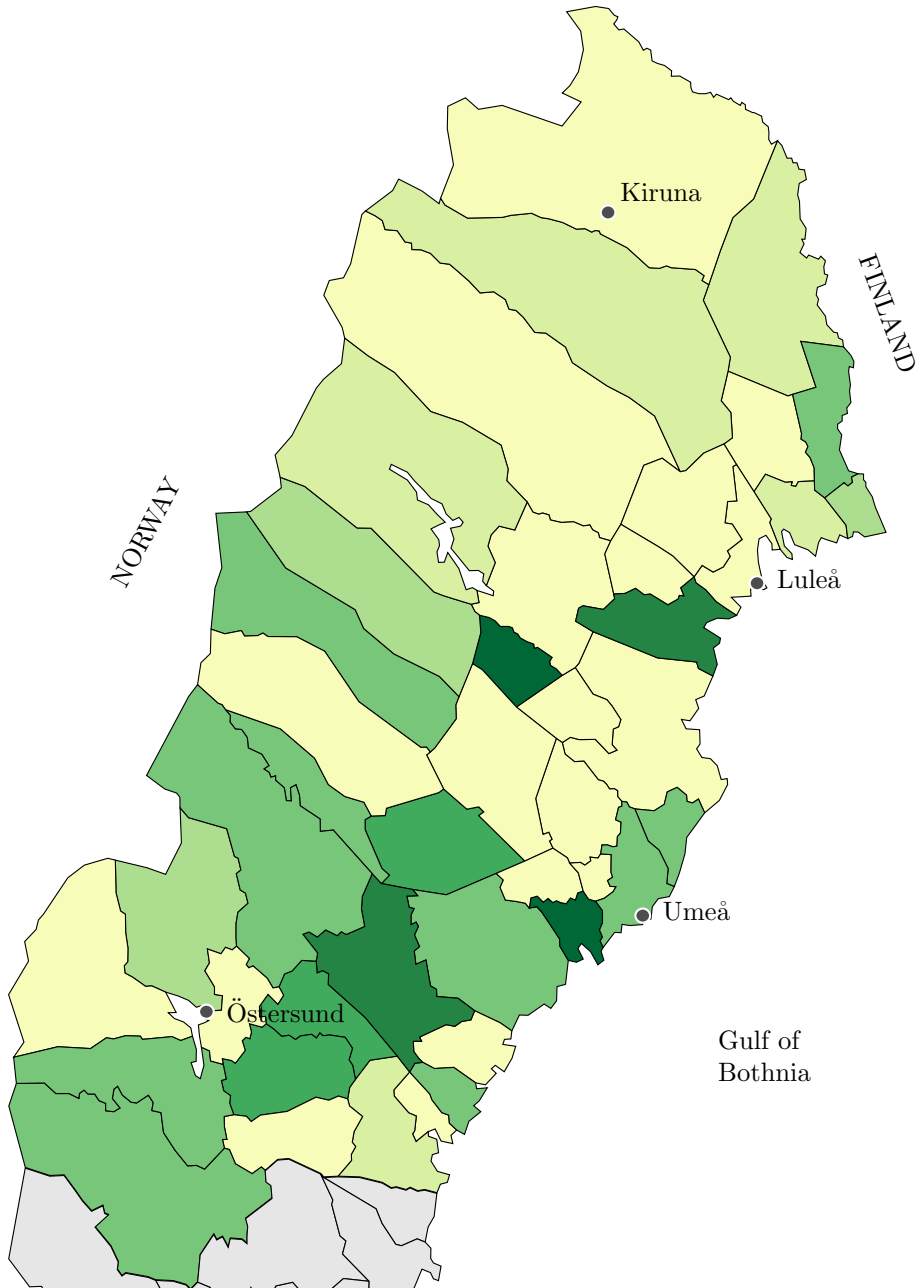 Kiruna
FINLAND
NORWAY
Luleå
Umeå
Östersund
Gulf of
Bothnia